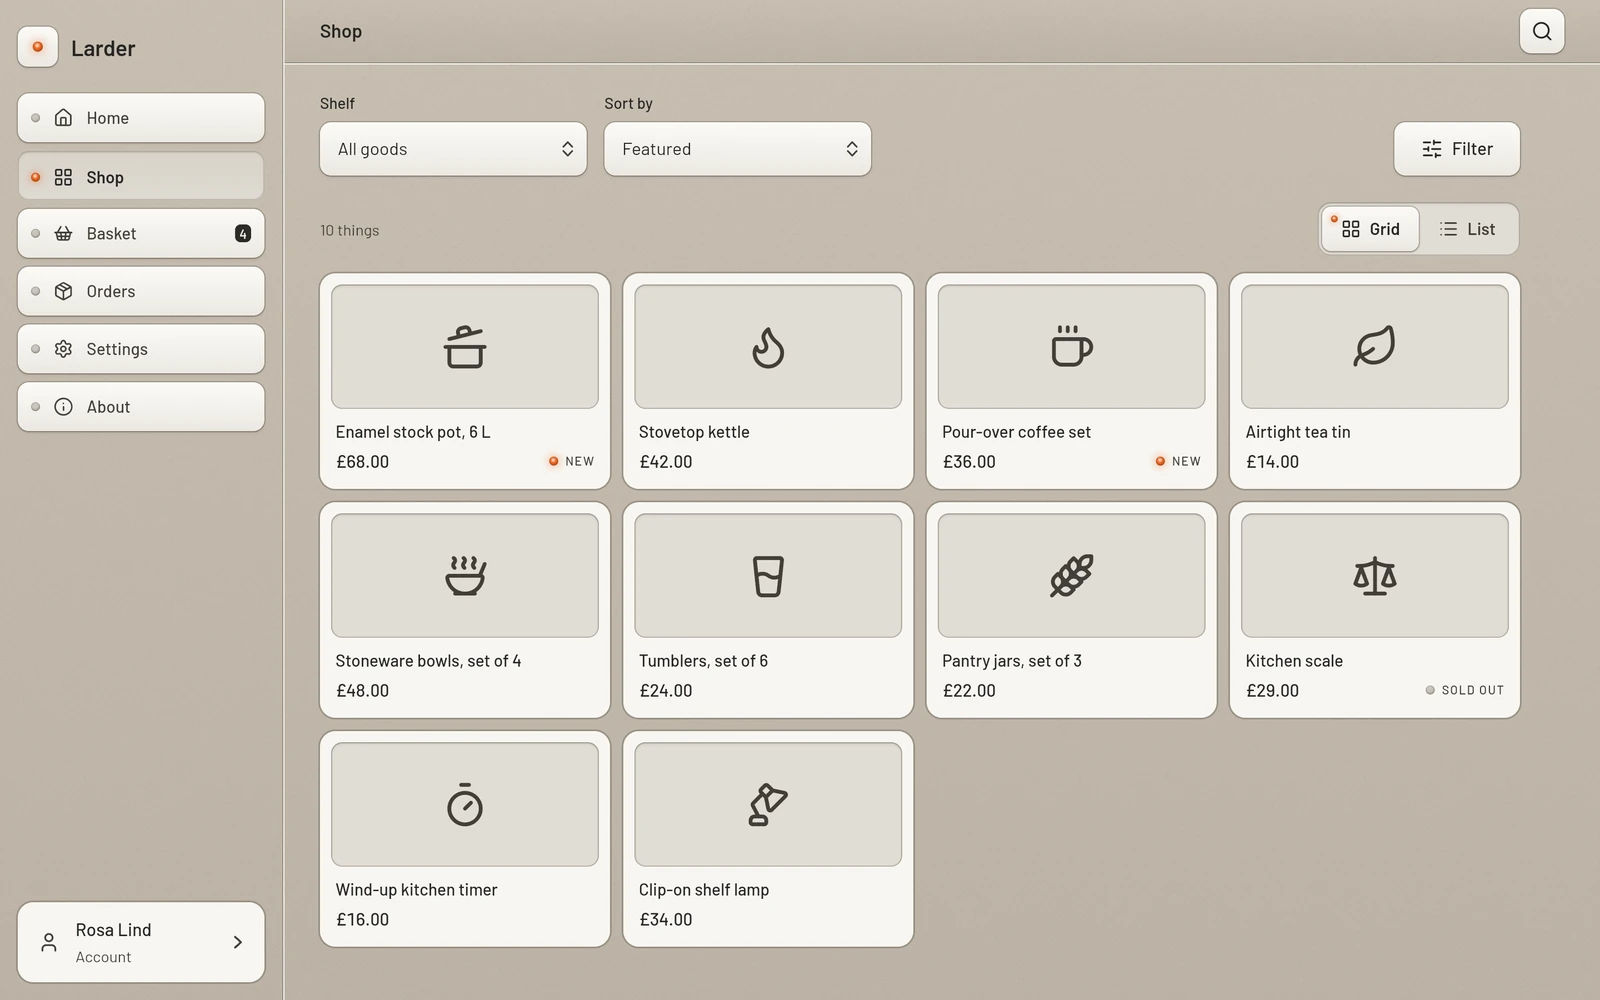 Larder
Home
Shop
Basket 4
Orders
Settings
About
Rosa Lind
Account
Shop
Shelf
All goods
Sort by
Featured
Filter
10 things
Grid
List
Enamel stock pot, 6 L
£68.00 NEW
Stovetop kettle
£42.00
Pour-over coffee set
£36.00 NEW
Airtight tea tin
£14.00
Stoneware bowls, set of 4
£48.00
Tumblers, set of 6
£24.00
Pantry jars, set of 3
£22.00
Kitchen scale
£29.00 SOLD OUT
Wind-up kitchen timer
£16.00
Clip-on shelf lamp
£34.00